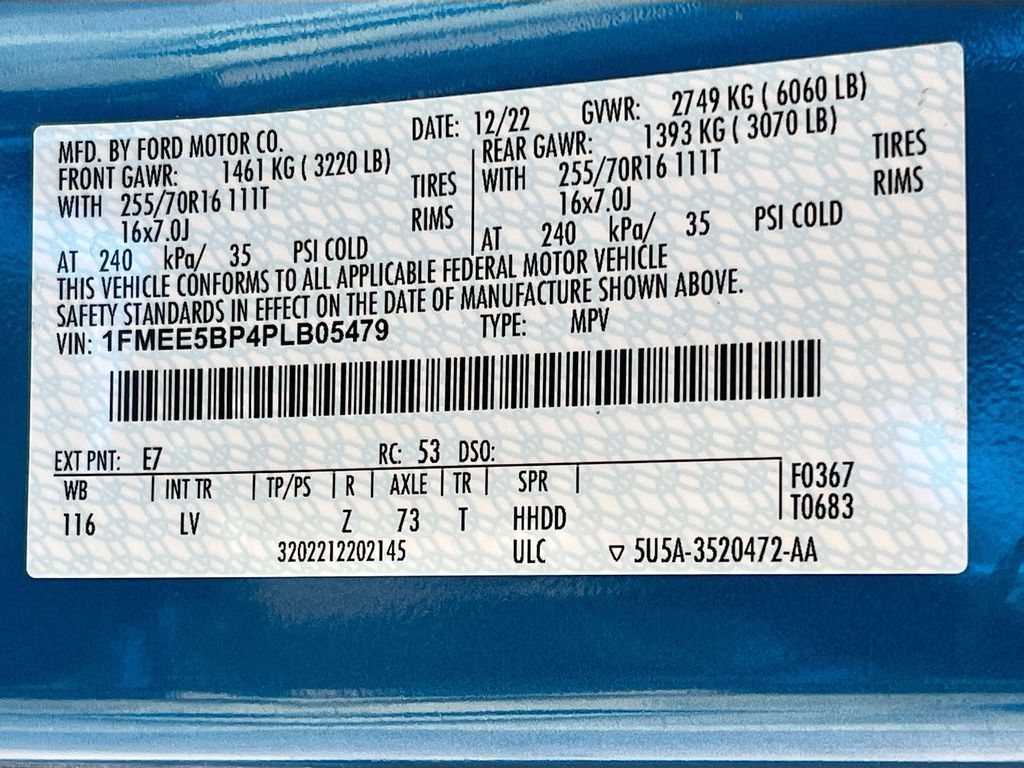 MFD. BY FORD MOTOR CO. DATE: 12/22 GVWR: 2749 KG ( 6060 LB)
FRONT GAWR: 1461 KG ( 3220 LB) REAR GAWR: 1393 KG ( 3070 LB)
WITH 255/70R16 111T TIRES WITH 255/70R16 111T TIRES
16x7.0J RIMS 16x7.0J RIMS
AT 240 kPa/ 35 PSI COLD AT 240 kPa/ 35 PSI COLD
THIS VEHICLE CONFORMS TO ALL APPLICABLE FEDERAL MOTOR VEHICLE
SAFETY STANDARDS IN EFFECT ON THE DATE OF MANUFACTURE SHOWN ABOVE.
VIN: 1FMEE5BP4PLB05479 TYPE: MPV
EXT PNT: E7 RC: 53 DSO:
WB INT TR TP/PS R AXLE TR SPR F0367
116 LV Z 73 T HHDD T0683
3202212202145 ULC ▽ 5U5A-3520472-AA